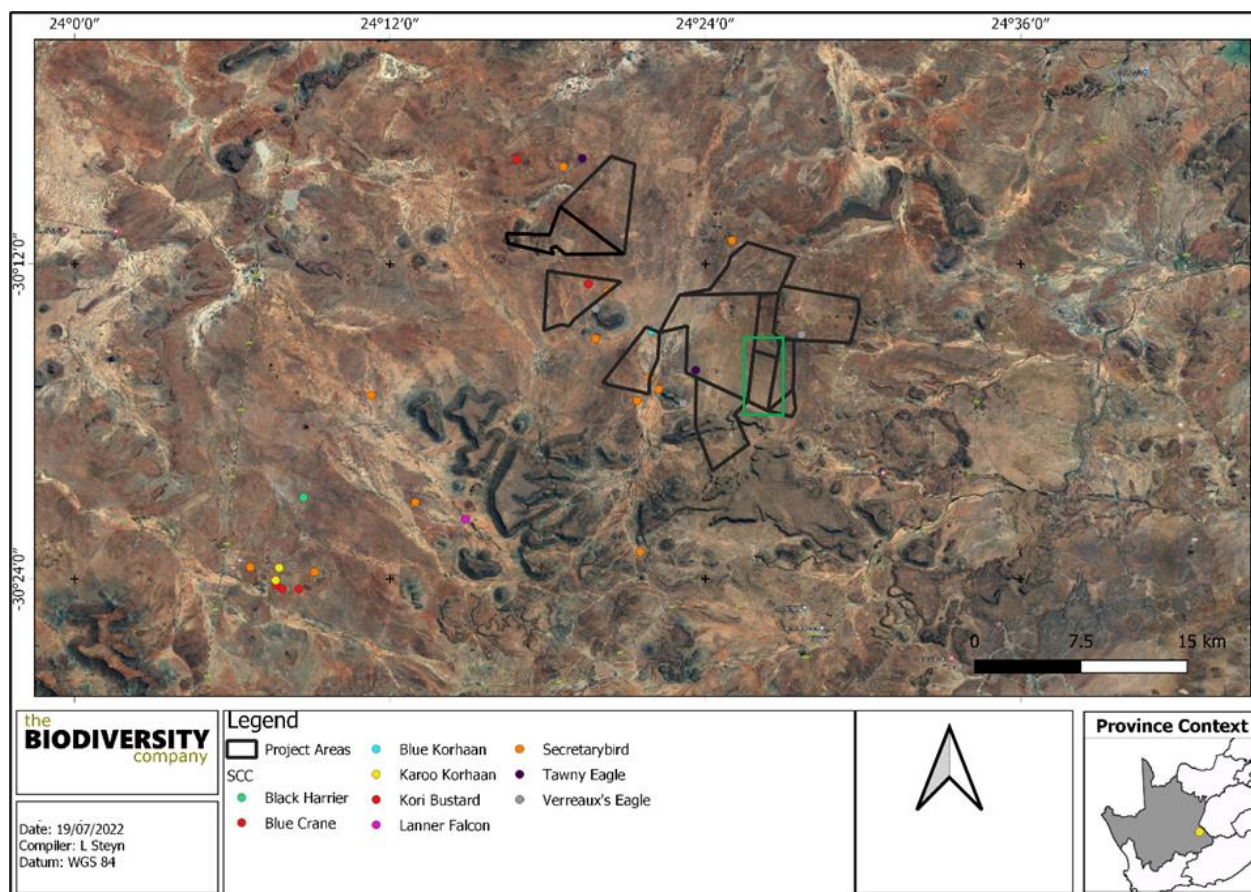 24°0'0″ 24°12'0″ 24°24'0″ 24°36'0″
-30°12'0″
-30°24'0″
0 7.5 15 km
the
BIODIVERSITY
company
Date: 19/07/2022
Compiler: L Steyn
Datum: WGS 84
Legend
Project Areas
SCC
Black Harrier
Blue Crane
Blue Korhaan
Karoo Korhaan
Kori Bustard
Lanner Falcon
Secretarybird
Tawny Eagle
Verreaux's Eagle
Province Context